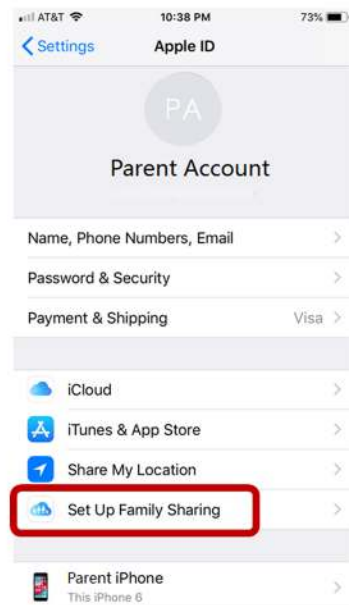 AT&T 10:38 PM 73%
Settings Apple ID
PA
Parent Account
Name, Phone Numbers, Email
Password & Security
Payment & Shipping Visa
iCloud
iTunes & App Store
Share My Location
Set Up Family Sharing
Parent iPhone
This iPhone 6